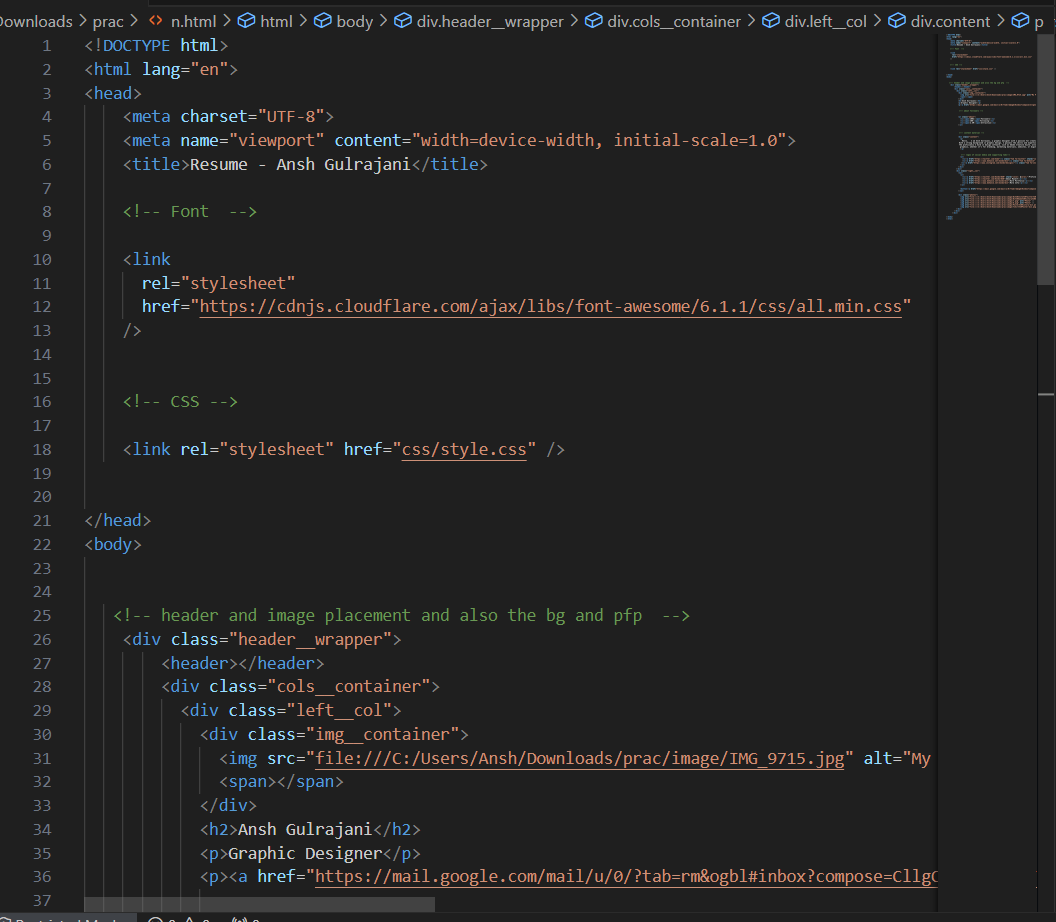 Downloads > prac > n.html > html > body > div.header__wrapper > div.cols__container > div.left__col > div.content > p
1 <!DOCTYPE html>
2 <html lang="en">
3 <head>
4 <meta charset="UTF-8">
5 <meta name="viewport" content="width=device-width, initial-scale=1.0">
6 <title>Resume - Ansh Gulrajani</title>
7
8 <!-- Font  -->
9
10 <link
11 rel="stylesheet"
12 href="https://cdnjs.cloudflare.com/ajax/libs/font-awesome/6.1.1/css/all.min.css"
13 />
14
15
16 <!-- CSS -->
17
18 <link rel="stylesheet" href="css/style.css" />
19
20
21 </head>
22 <body>
23
24
25 <!-- header and image placement and also the bg and pfp  -->
26 <div class="header__wrapper">
27 <header></header>
28 <div class="cols__container">
29 <div class="left__col">
30 <div class="img__container">
31 <img src="file:///C:/Users/Ansh/Downloads/prac/image/IMG_9715.jpg" alt="My
32 <span></span>
33 </div>
34 <h2>Ansh Gulrajani</h2>
35 <p>Graphic Designer</p>
36 <p><a href="https://mail.google.com/mail/u/0/?tab=rm&ogbl#inbox?compose=CllgC
37